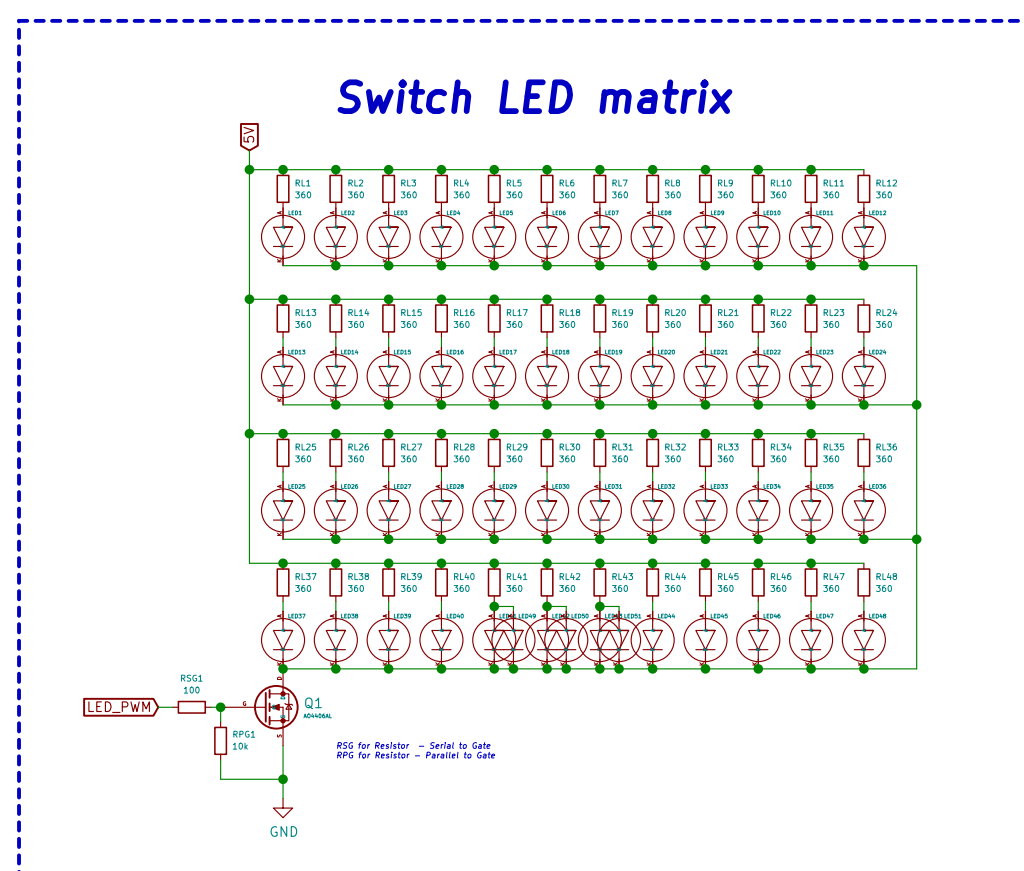 Switch LED matrix
5V
RL1 RL2 RL3 RL4 RL5 RL6 RL7 RL8 RL9 RL10 RL11 RL12
360 360 360 360 360 360 360 360 360 360 360 360
A LED1 A LED2 A LED3 A LED4 A LED5 A LED6 A LED7 A LED8 A LED9 A LED10 A LED11 A LED12
K K K K K K K K K K K K
RL13 RL14 RL15 RL16 RL17 RL18 RL19 RL20 RL21 RL22 RL23 RL24
360 360 360 360 360 360 360 360 360 360 360 360
A LED13 A LED14 A LED15 A LED16 A LED17 A LED18 A LED19 A LED20 A LED21 A LED22 A LED23 A LED24
K K K K K K K K K K K K
RL25 RL26 RL27 RL28 RL29 RL30 RL31 RL32 RL33 RL34 RL35 RL36
360 360 360 360 360 360 360 360 360 360 360 360
A LED25 A LED26 A LED27 A LED28 A LED29 A LED30 A LED31 A LED32 A LED33 A LED34 A LED35 A LED36
K K K K K K K K K K K K
RL37 RL38 RL39 RL40 RL41 RL42 RL43 RL44 RL45 RL46 RL47 RL48
360 360 360 360 360 360 360 360 360 360 360 360
A LED37 A LED38 A LED39 A LED40 A A LED49 A A LED50 A A LED51 A LED44 A LED45 A LED46 A LED47 A LED48
K K K K K K K K K K K K K K K
RSG1
100
LED_PWM
D
G
S
Q1
AO4406AL
RPG1
10k
RSG for Resistor - Serial to Gate
RPG for Resistor - Parallel to Gate
GND